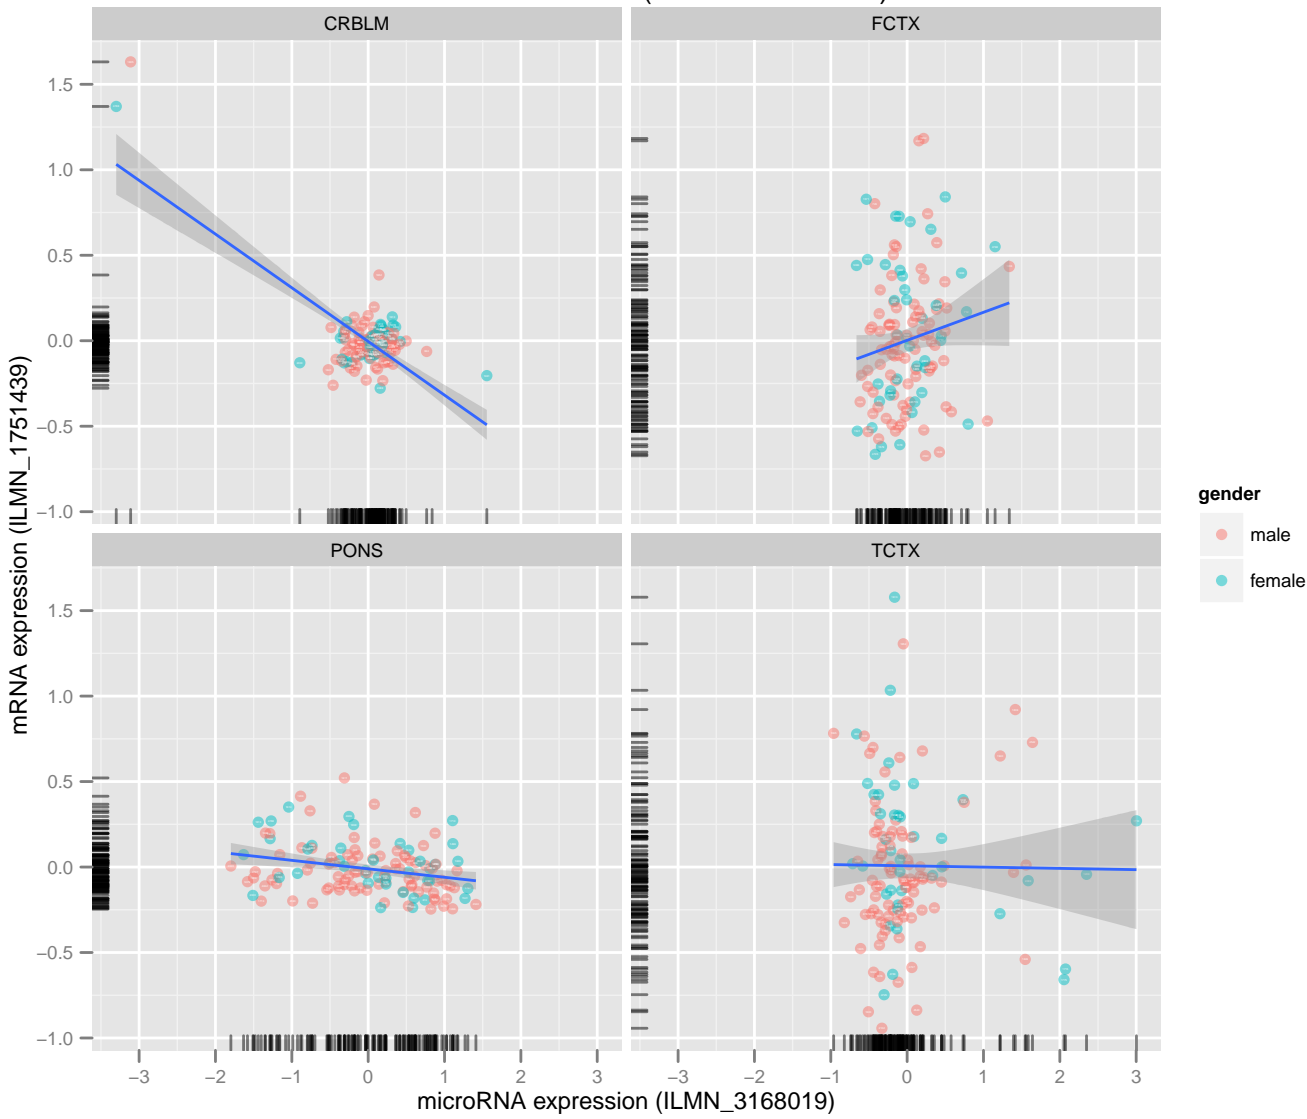 CRBLM
FCTX
1.5
1.0
0.5
0.0
−0.5
−1.0
PONS
TCTX
1.5
1.0
0.5
0.0
−0.5
−1.0
−3 −2 −1 0 1 2 3
−3 −2 −1 0 1 2 3
microRNA expression (ILMN_3168019)
mRNA expression (ILMN_1751439)
gender
male
female